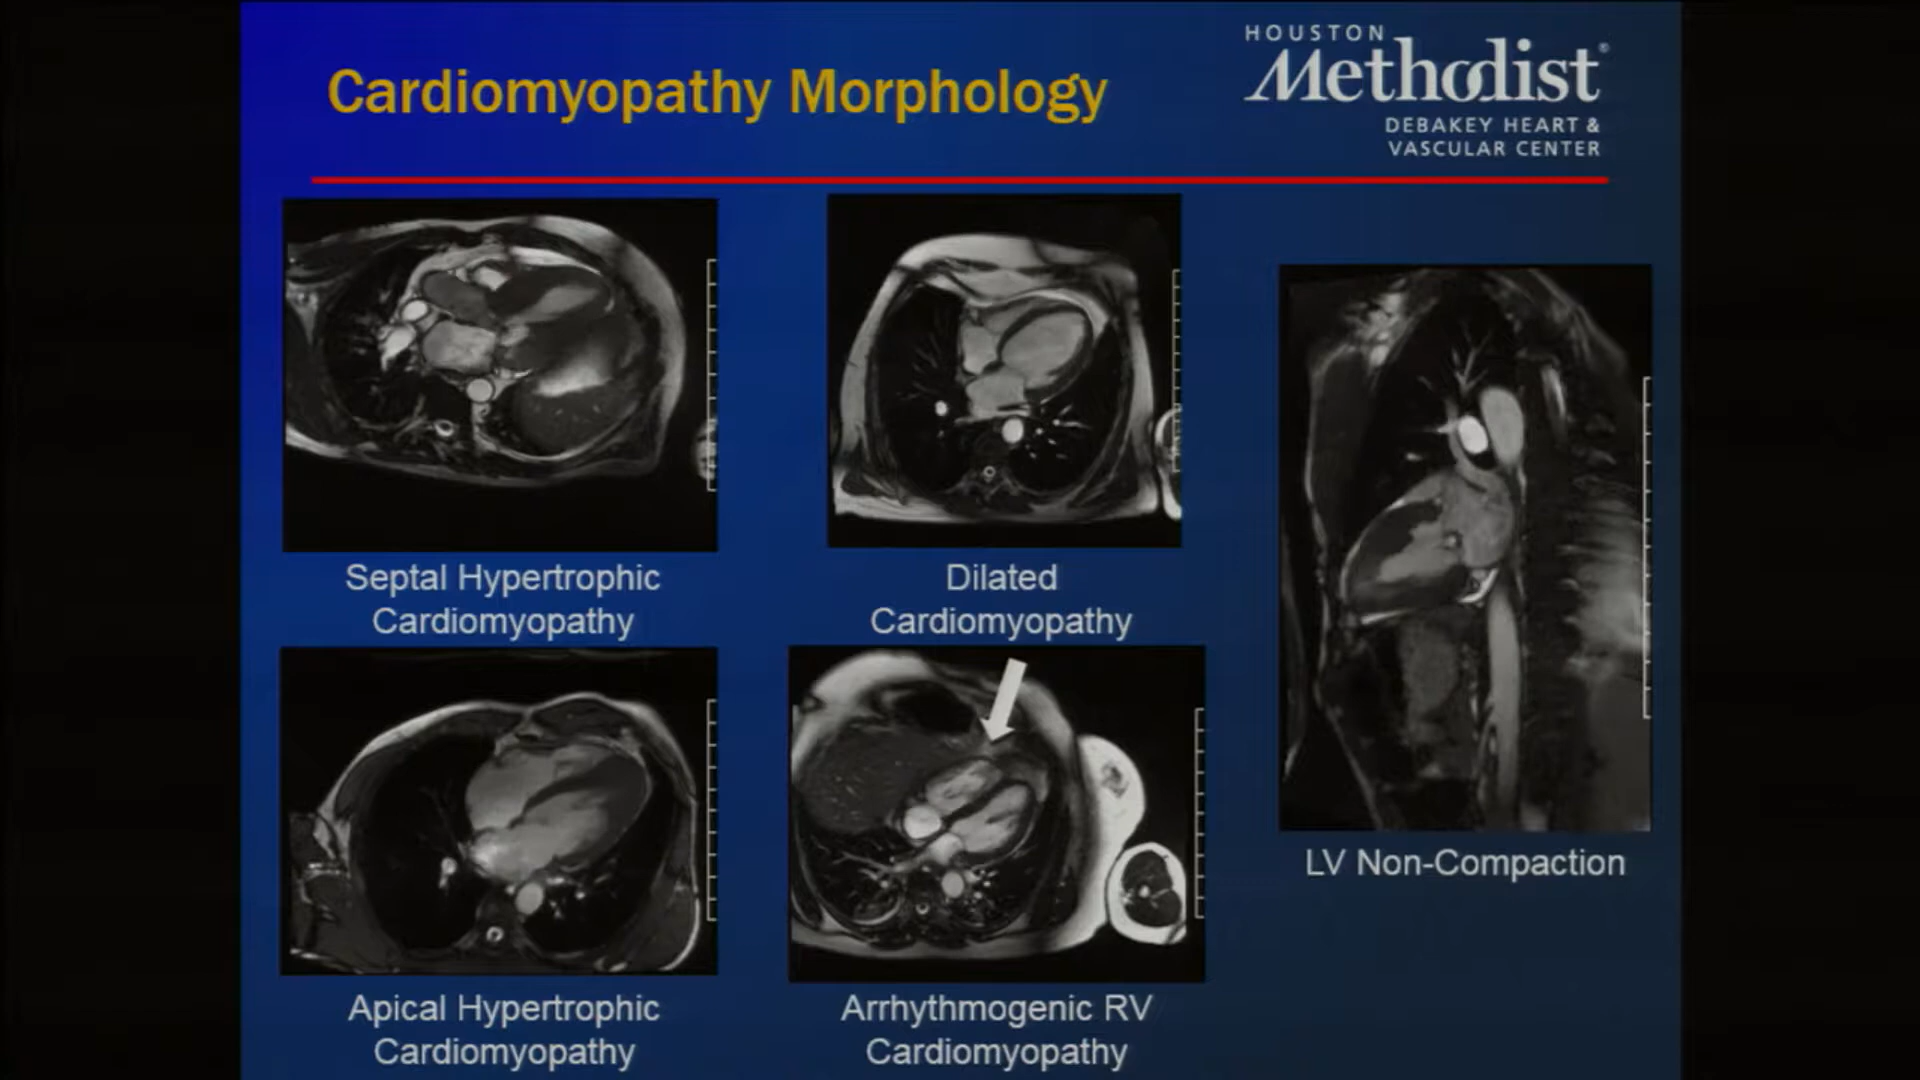 Cardiomyopathy Morphology
HOUSTON
Methodist®
DEBAKEY HEART &
VASCULAR CENTER
Septal Hypertrophic
Cardiomyopathy
Dilated
Cardiomyopathy
Apical Hypertrophic
Cardiomyopathy
Arrhythmogenic RV
Cardiomyopathy
LV Non-Compaction